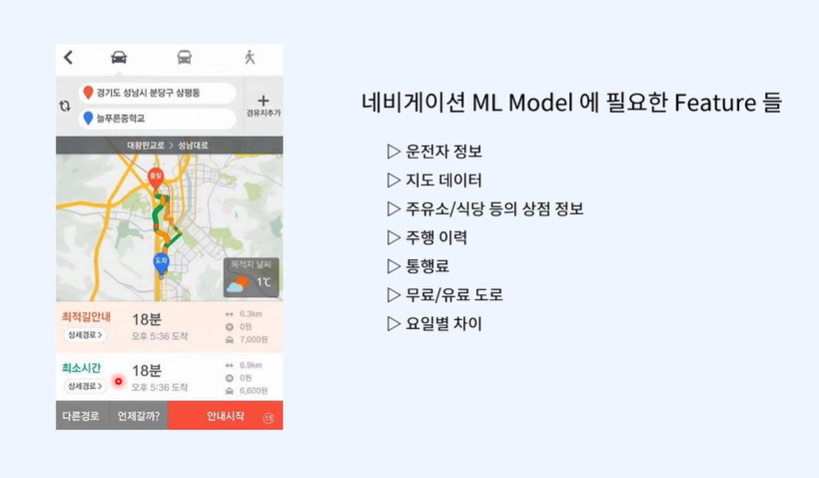 경기도 성남시 분당구 삼평동
늘푸른중학교
경유지추가
대왕판교로 > 성남대로
출발
도착
목적지 날씨
1℃
최적길안내
18분
6.3km
상세경로 >
오후 5:36 도착
0원
7,000원
최소시간
18분
6.9km
상세경로 >
오후 5:36 도착
0원
6,600원
다른경로
언제갈까?
안내시작
15
네비게이션 ML Model 에 필요한 Feature 들
▷ 운전자 정보
▷ 지도 데이터
▷ 주유소/식당 등의 상점 정보
▷ 주행 이력
▷ 통행료
▷ 무료/유료 도로
▷ 요일별 차이